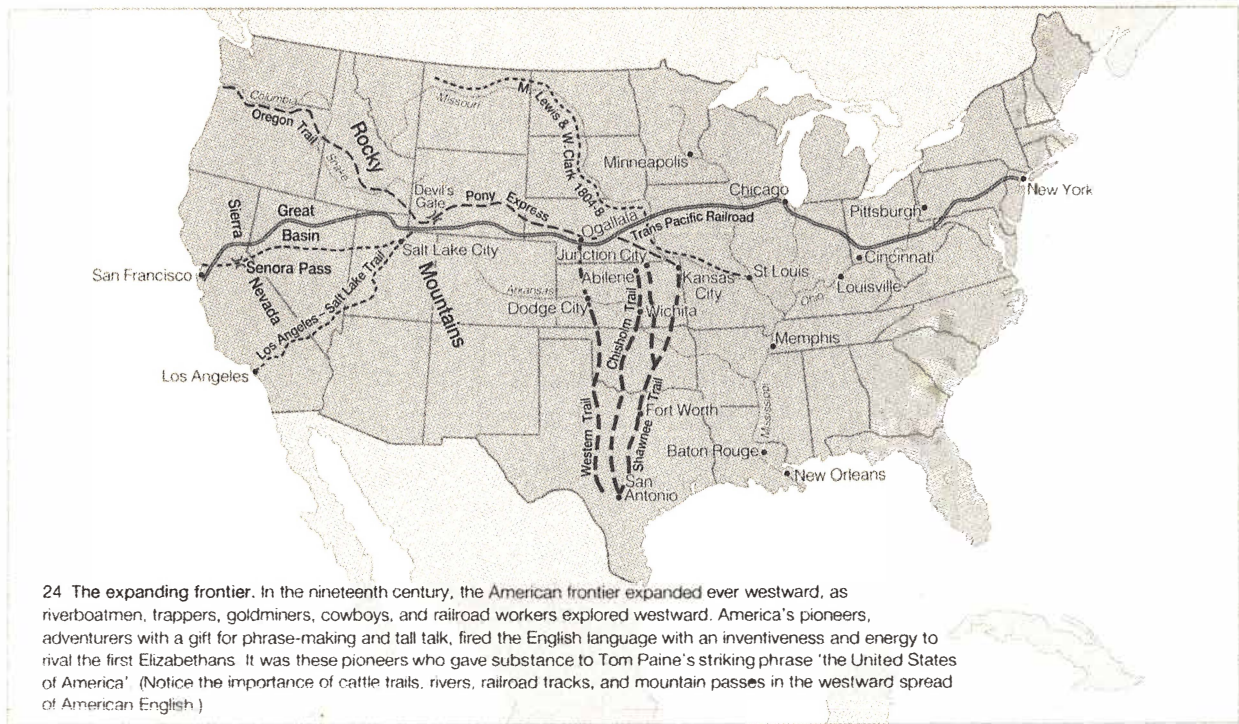 Columbia
Oregon Trail
Snake
Rocky
Missouri
M. Lewis & W. Clark 1804-8
Minneapolis
Chicago
New York
Devil's
Gate
Pony Express
Ogallala
Trans Pacific Railroad
Pittsburgh
Sierra
Great
Basin
Salt Lake City
Junction City
Cincinnati
San Francisco
Senora Pass
Abilene
Kansas
City
St Louis
Louisville
Ohio
Nevada
Los Angeles – Salt Lake Trail
Mountains
Arkansas
Dodge City
Chisholm Trail
Wichita
Memphis
Los Angeles
Western Trail
Shawnee Trail
Fort Worth
Mississippi
Baton Rouge
New Orleans
San
Antonio
24 The expanding frontier. In the nineteenth century, the American frontier expanded ever westward, as
riverboatmen, trappers, goldminers, cowboys, and railroad workers explored westward. America's pioneers,
adventurers with a gift for phrase-making and tall talk, fired the English language with an inventiveness and energy to
rival the first Elizabethans. It was these pioneers who gave substance to Tom Paine's striking phrase 'the United States
of America'. (Notice the importance of cattle trails, rivers, railroad tracks, and mountain passes in the westward spread
of American English.)